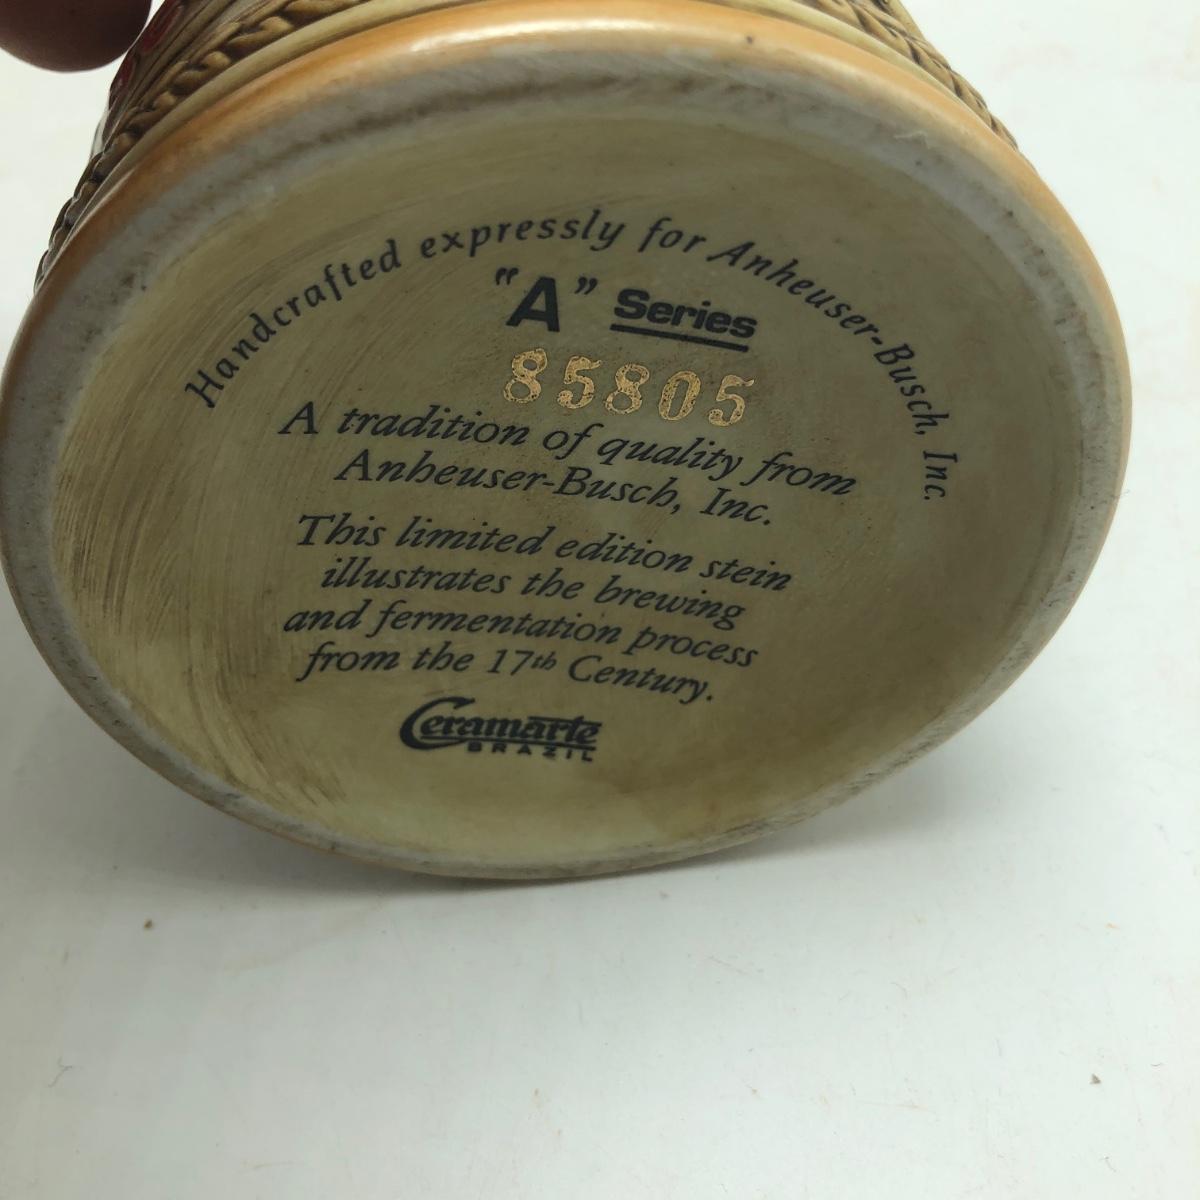 Handcrafted expressly for Anheuser-Busch, Inc.
"A" Series
85805
A tradition of quality from
Anheuser-Busch, Inc.
This limited edition stein
illustrates the brewing
and fermentation process
from the 17th Century.
Ceramarte
BRAZIL